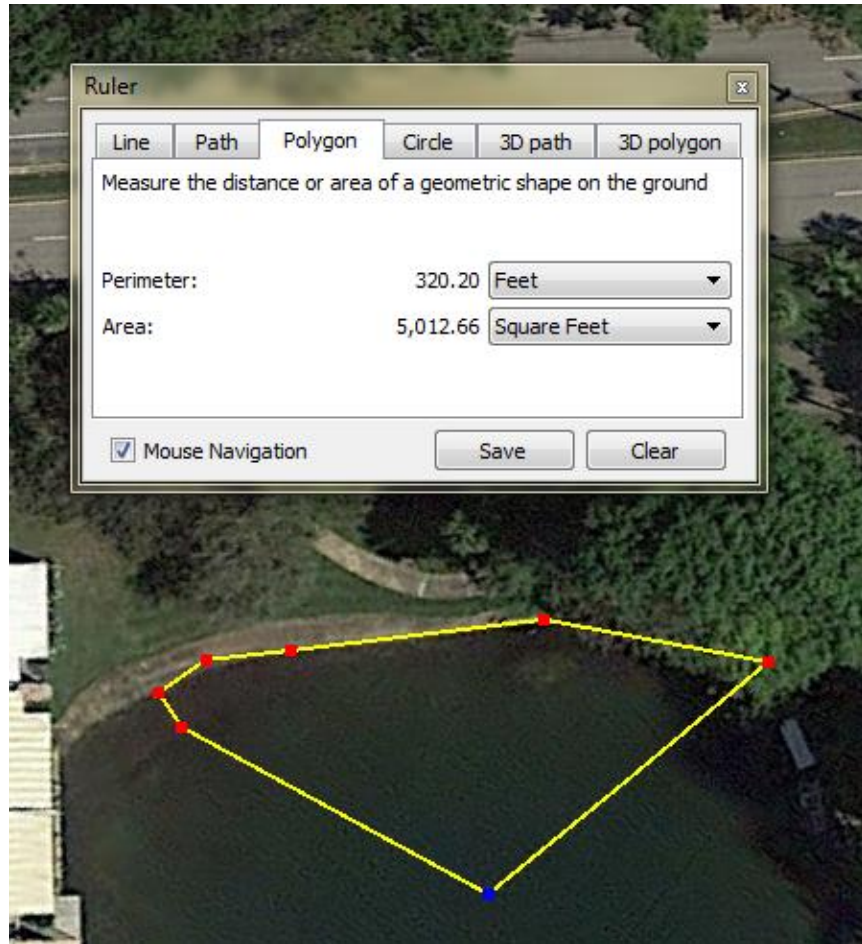 Ruler
Line Path Polygon Circle 3D path 3D polygon
Measure the distance or area of a geometric shape on the ground
Perimeter: 320.20 Feet
Area: 5,012.66 Square Feet
Mouse Navigation Save Clear